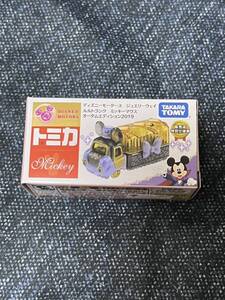 DISNEY
MOTORS
ディズニーモータース ジュエリーウェイ
ルルトランク ミッキーマウス
オータムエディション2019
TAKARA
TOMY
トミカ
Mickey